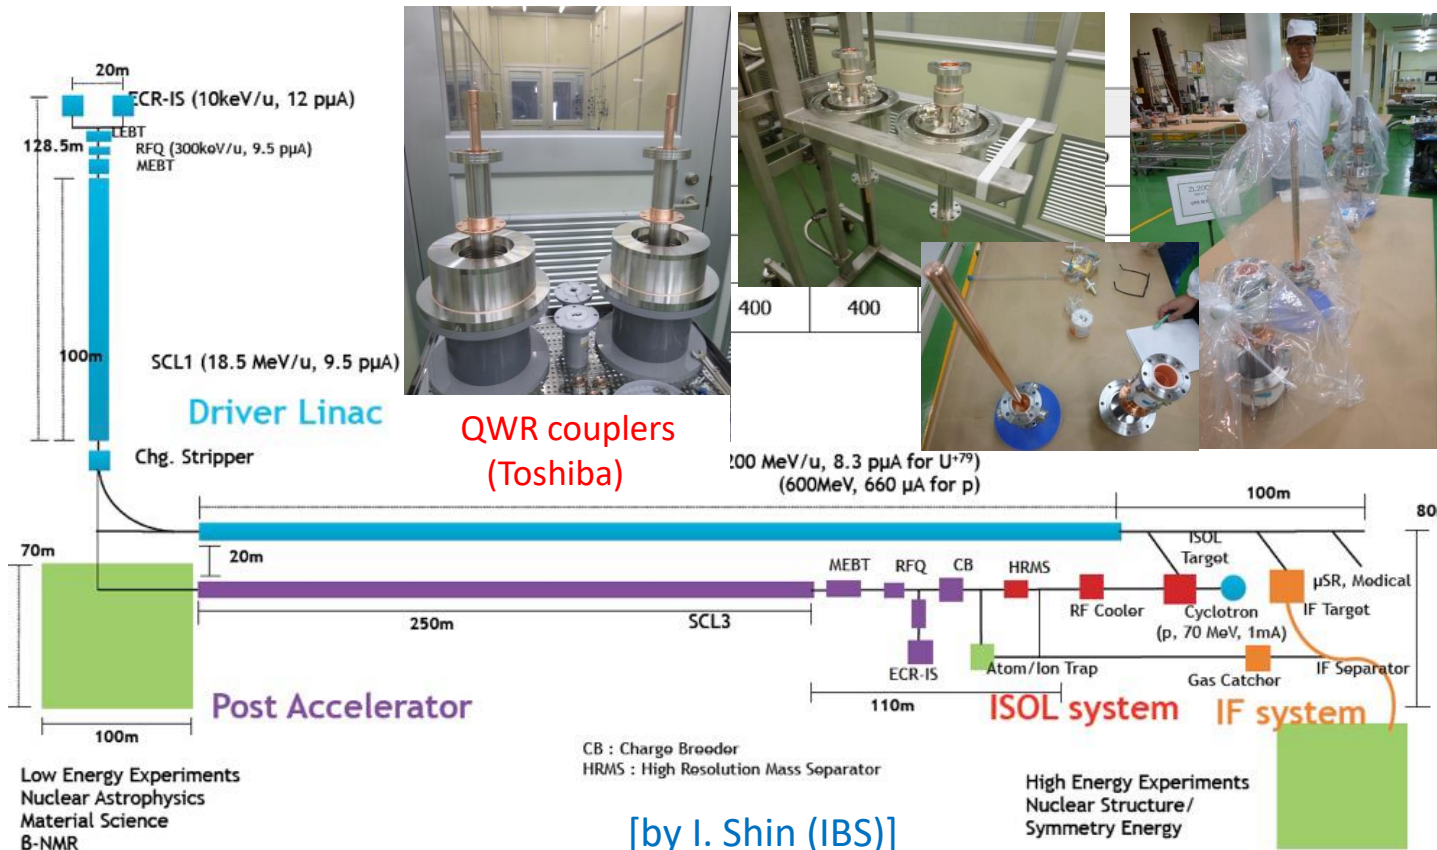 20m
ECR-IS (10keV/u, 12 pμA)
LEBT
128.5m
RFQ (300keV/u, 9.5 pμA)
MEBT
100m
SCL1 (18.5 MeV/u, 9.5 pμA)
Driver Linac
Chg. Stripper
QWR couplers
(Toshiba)
400
400
200 MeV/u, 8.3 pμA for U+79)
(600MeV, 660 μA for p)
100m
80
70m
20m
ISOL
Target
MEBT
RFQ
CB
HRMS
μSR, Medical
RF Cooler
Cyclotron
IF Target
(p, 70 MeV, 1mA)
250m
SCL3
ECR-IS
Atom/Ion Trap
Gas Catcher
IF Separator
Post Accelerator
110m
ISOL system
IF system
100m
CB : Charge Breeder
HRMS : High Resolution Mass Separator
Low Energy Experiments
Nuclear Astrophysics
Material Science
β-NMR
High Energy Experiments
Nuclear Structure/
Symmetry Energy
[by I. Shin (IBS)]